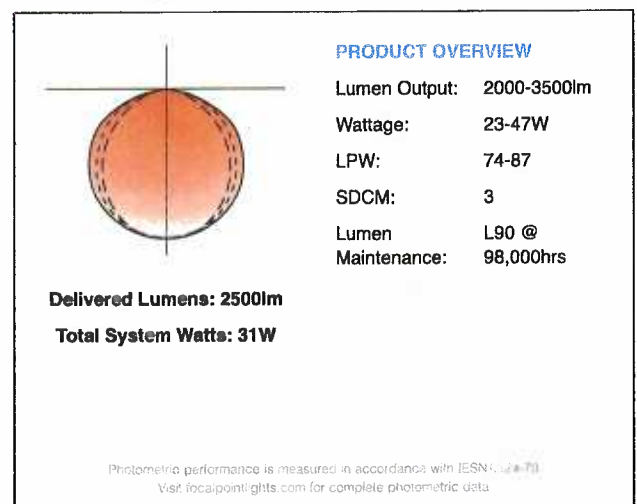 PRODUCT OVERVIEW
Lumen Output: 2000-3500lm
Wattage: 23-47W
LPW: 74-87
SDCM: 3
Lumen Maintenance: L90 @ 98,000hrs
Delivered Lumens: 2500lm
Total System Watts: 31W
Photometric performance is measured in accordance with IESNA
Visit focalpointlights.com for complete photometric data